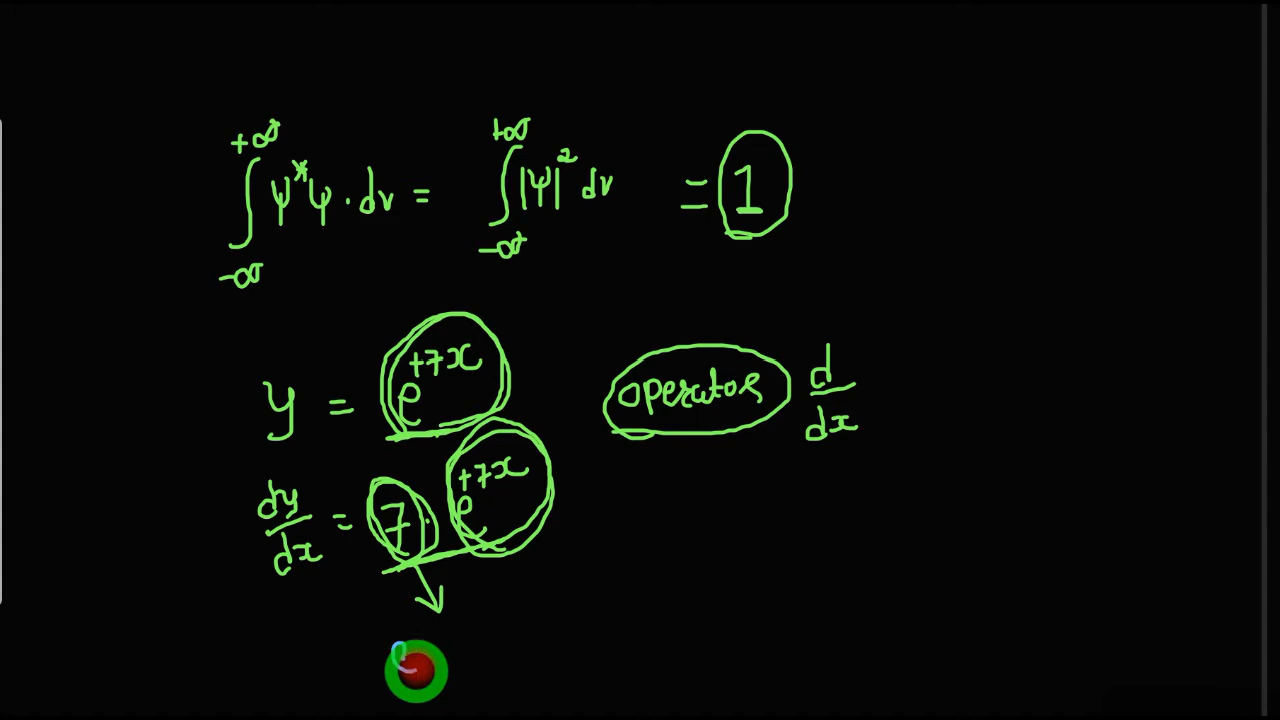 ∫₋∞⁺∞ ψ*ψ · dv = ∫₋∞⁺∞ |ψ|² dv = 1
y = e^{+7x} operator d/dx
dy/dx = 7 · e^{+7x}